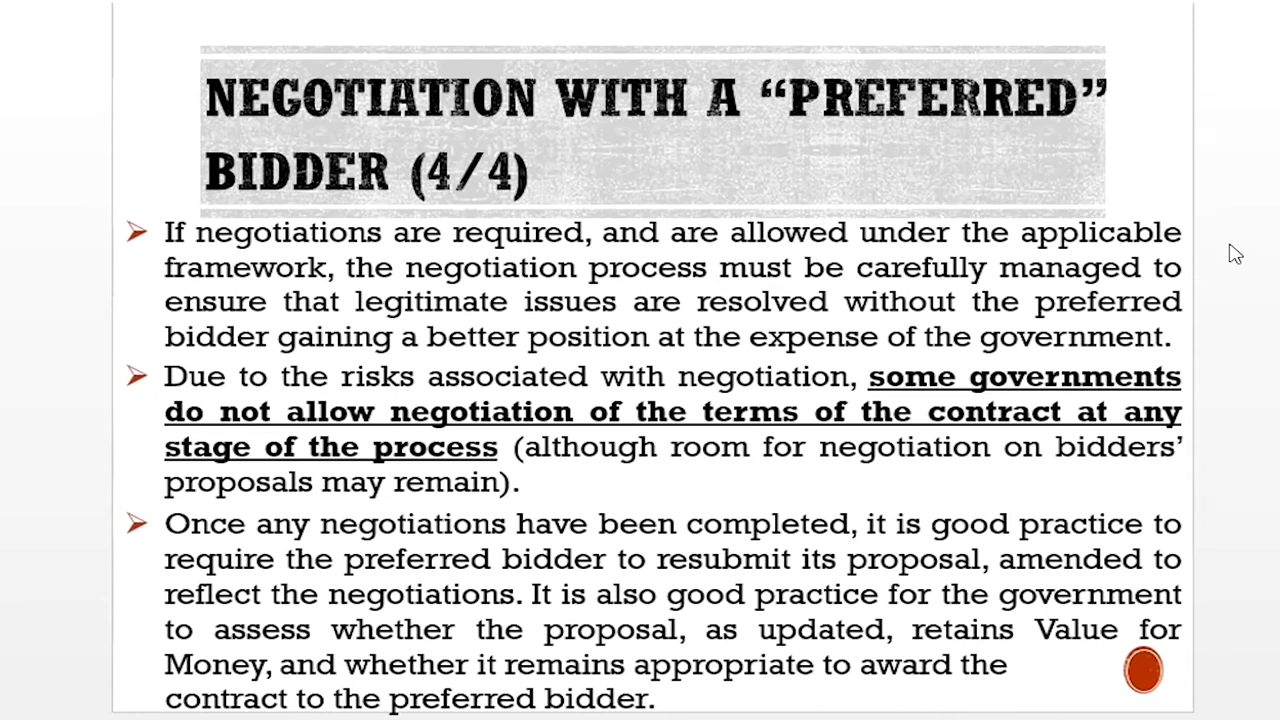 NEGOTIATION WITH A “PREFERRED”
BIDDER (4/4)
If negotiations are required, and are allowed under the applicable
framework, the negotiation process must be carefully managed to
ensure that legitimate issues are resolved without the preferred
bidder gaining a better position at the expense of the government.
Due to the risks associated with negotiation, some governments
do not allow negotiation of the terms of the contract at any
stage of the process (although room for negotiation on bidders’
proposals may remain).
Once any negotiations have been completed, it is good practice to
require the preferred bidder to resubmit its proposal, amended to
reflect the negotiations. It is also good practice for the government
to assess whether the proposal, as updated, retains Value for
Money, and whether it remains appropriate to award the
contract to the preferred bidder.